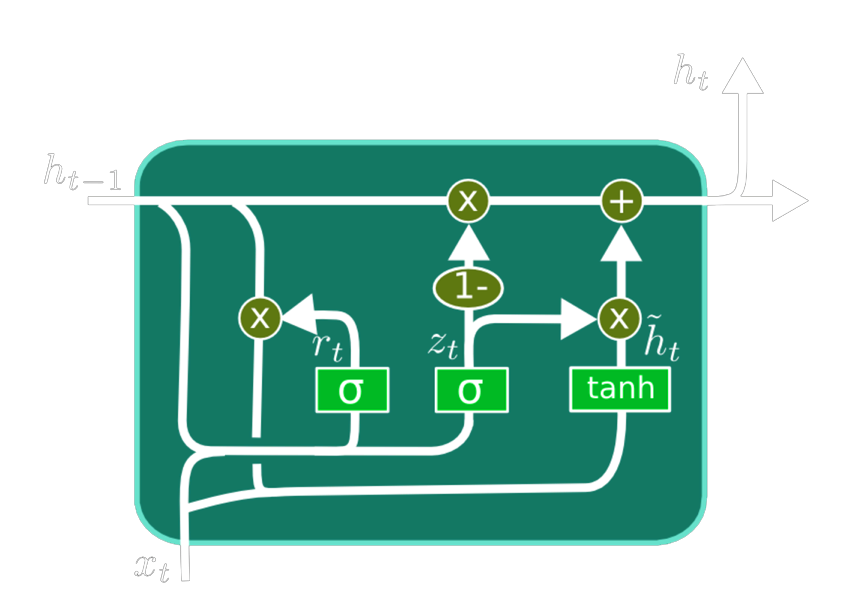 h_t
h_{t-1}
x +
1-
x x
r_t z_t h̃_t
σ σ tanh
x_t